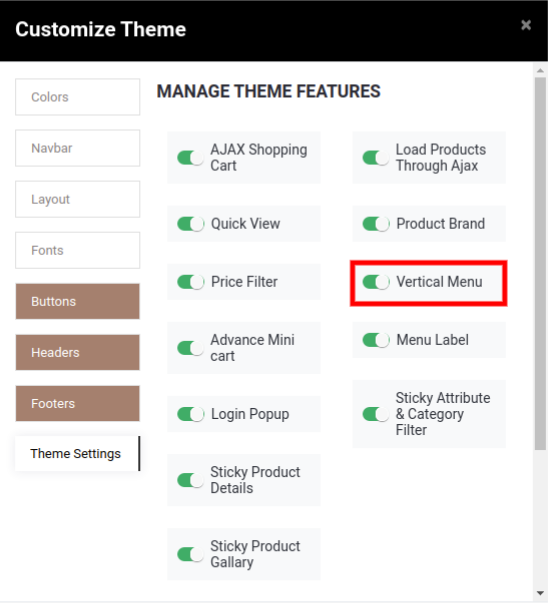 Customize Theme
×
Colors
Navbar
Layout
Fonts
Buttons
Headers
Footers
Theme Settings
MANAGE THEME FEATURES
AJAX Shopping
Cart
Load Products
Through Ajax
Quick View
Product Brand
Price Filter
Vertical Menu
Advance Mini
cart
Menu Label
Login Popup
Sticky Attribute
& Category
Filter
Sticky Product
Details
Sticky Product
Gallary